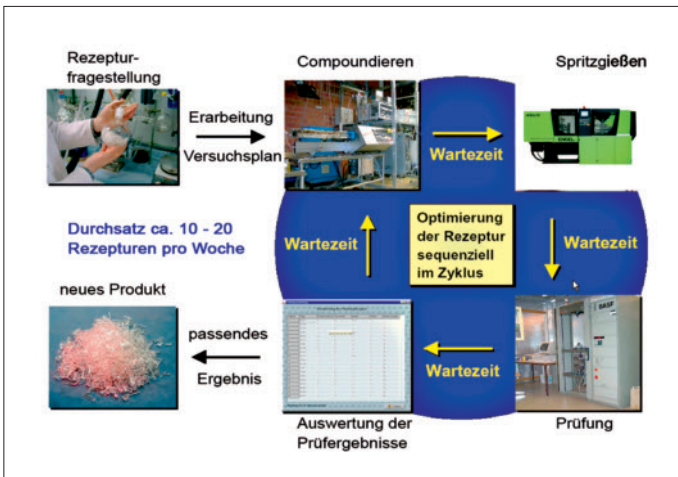 Rezeptur-
fragestellung
Compoundieren
Spritzgießen
Erarbeitung
Versuchsplan
Wartezeit
Durchsatz ca. 10 - 20
Rezepturen pro Woche
Wartezeit
Optimierung
der Rezeptur
sequenziell
im Zyklus
Wartezeit
neues Produkt
passendes
Ergebnis
Wartezeit
BASF
Auswertung der
Prüfergebnisse
Prüfung